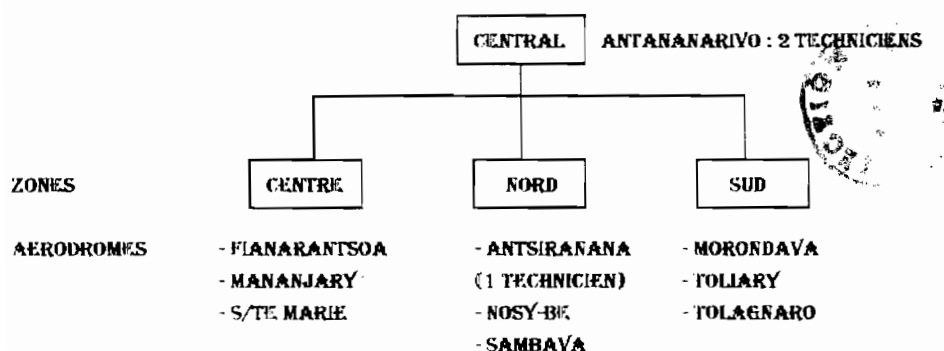 CENTRAL ANTANANARIVO : 2 TECHNICIENS
ZONES CENTRE NORD SUD
AERODROMES - FIANARANTSOA - ANTSIRANANA - MORONDAVA
- MANANJARY (1 TECHNICIEN) - TOLIARY
- S/TE MARIE - NOSY-BE - TOLAGNARO
- SAMBAVA